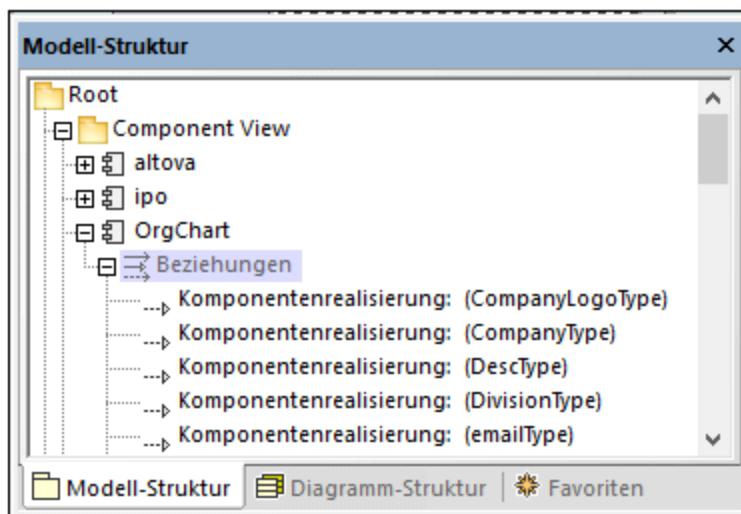 Modell-Struktur
Root
Component View
altova
ipo
OrgChart
Beziehungen
Komponentenrealisierung: (CompanyLogoType)
Komponentenrealisierung: (CompanyType)
Komponentenrealisierung: (DescType)
Komponentenrealisierung: (DivisionType)
Komponentenrealisierung: (emailType)
Modell-Struktur Diagramm-Struktur Favoriten